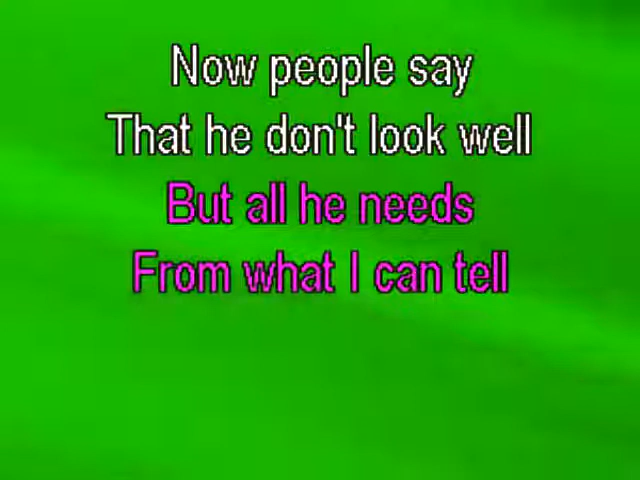 Now people say
That he don't look well
But all he needs
From what I can tell